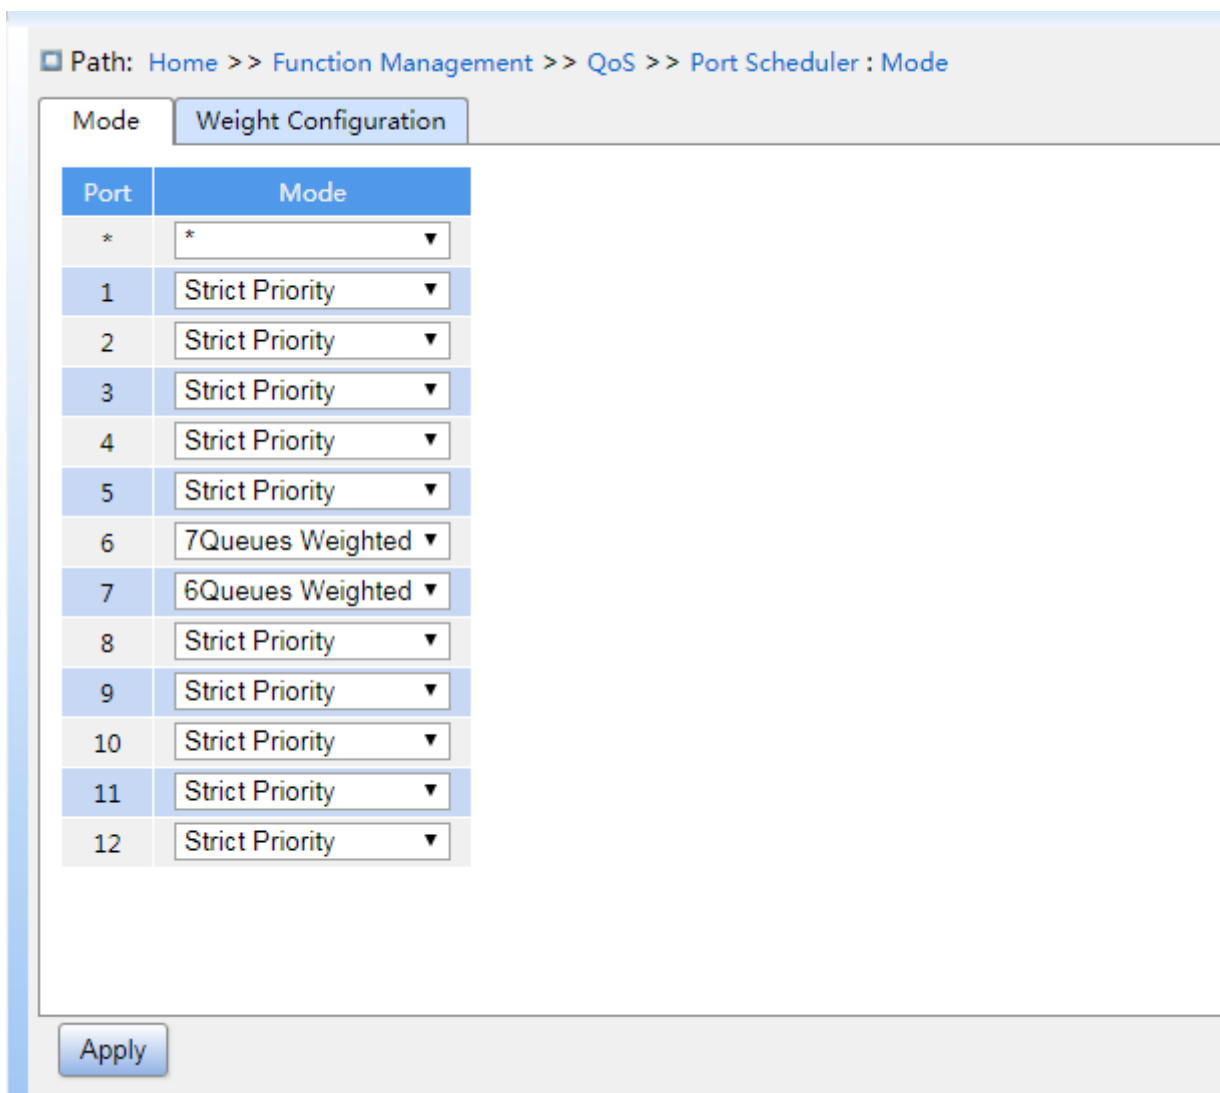 Path: Home >> Function Management >> QoS >> Port Scheduler : Mode
Mode Weight Configuration
Port Mode
* *
1 Strict Priority
2 Strict Priority
3 Strict Priority
4 Strict Priority
5 Strict Priority
6 7Queues Weighted
7 6Queues Weighted
8 Strict Priority
9 Strict Priority
10 Strict Priority
11 Strict Priority
12 Strict Priority
Apply